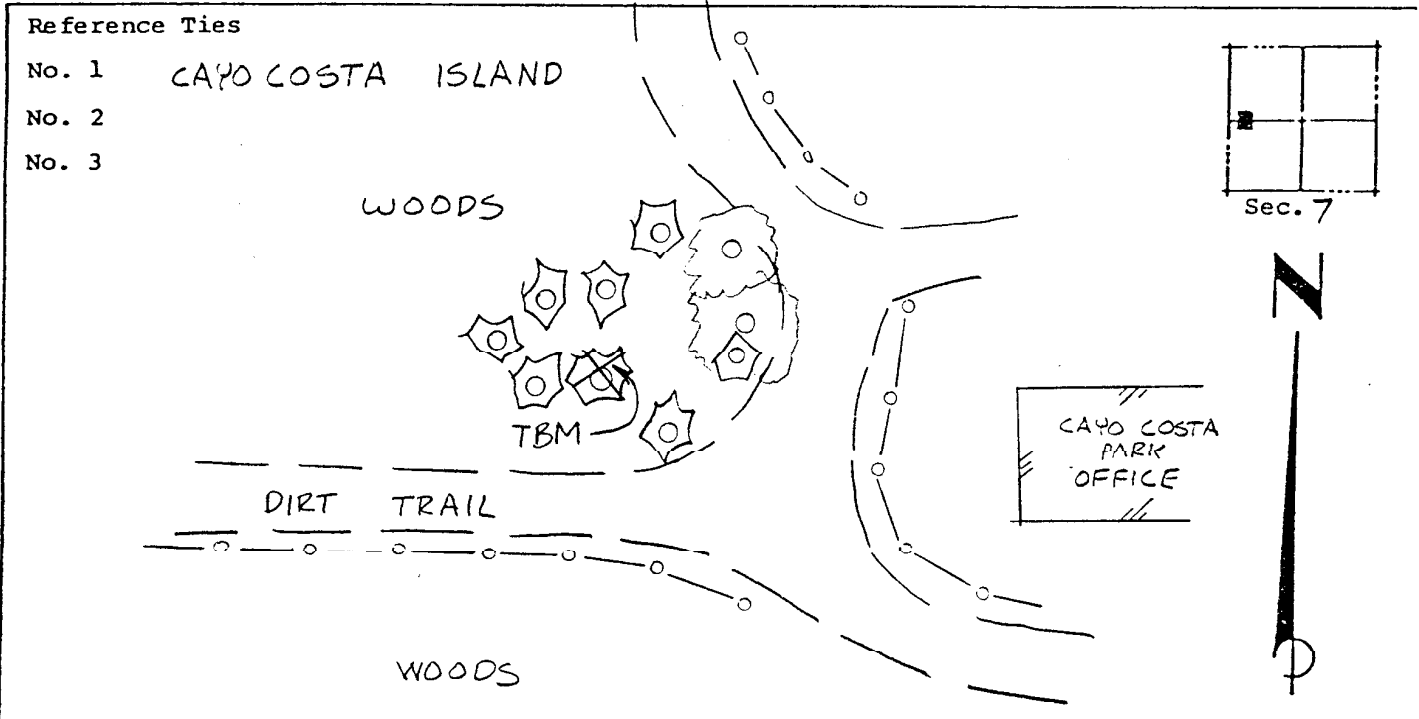 Reference Ties
No. 1 CAYO COSTA ISLAND
No. 2
No. 3
WOODS
Sec. 7
N
TBM
CAYO COSTA
PARK
OFFICE
DIRT TRAIL
WOODS